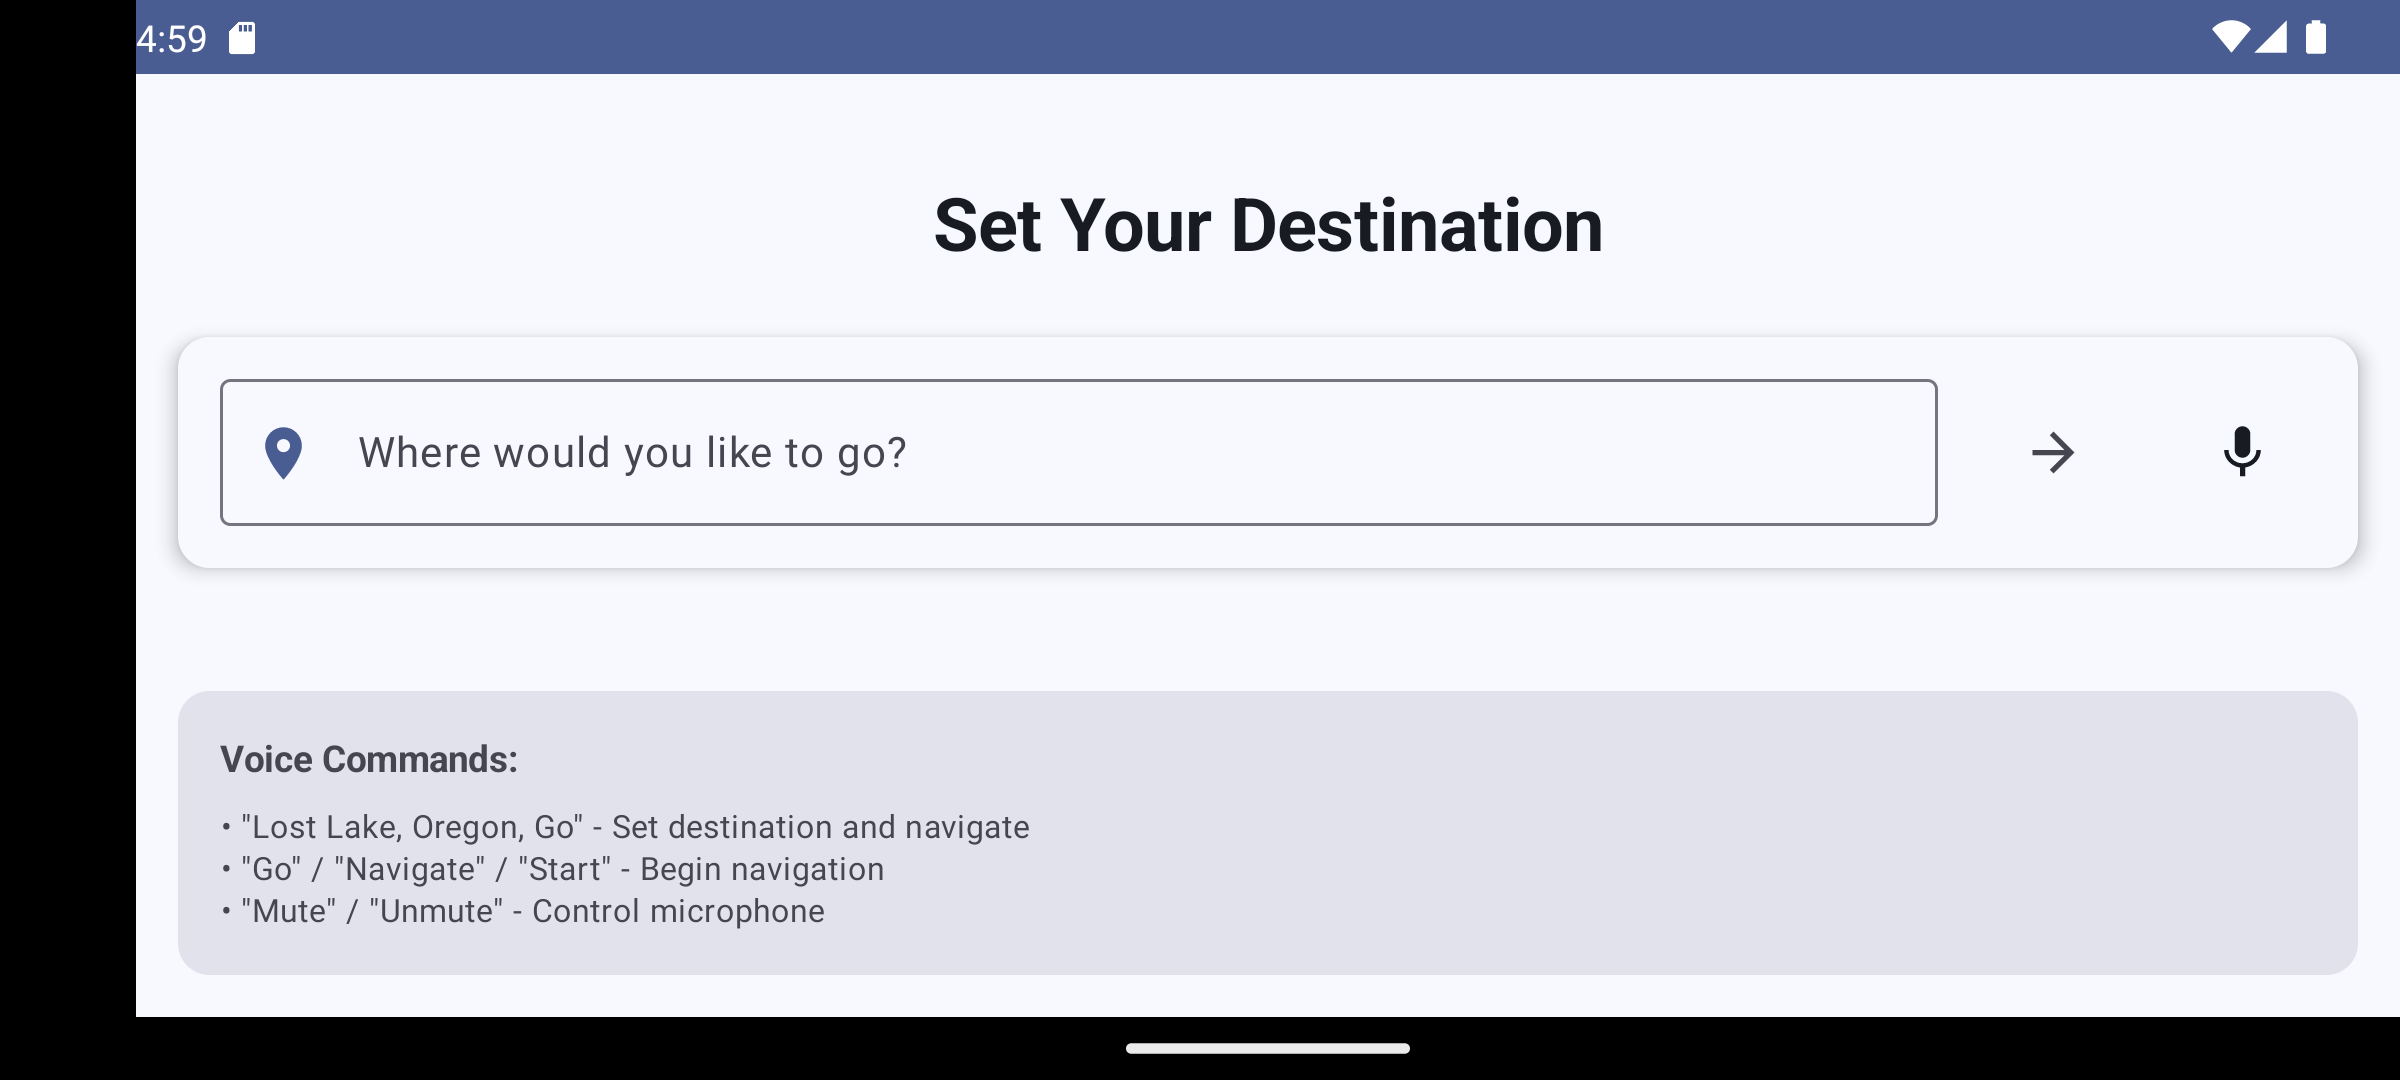 4:59
Set Your Destination
Where would you like to go?
Voice Commands:
• "Lost Lake, Oregon, Go" - Set destination and navigate
• "Go" / "Navigate" / "Start" - Begin navigation
• "Mute" / "Unmute" - Control microphone